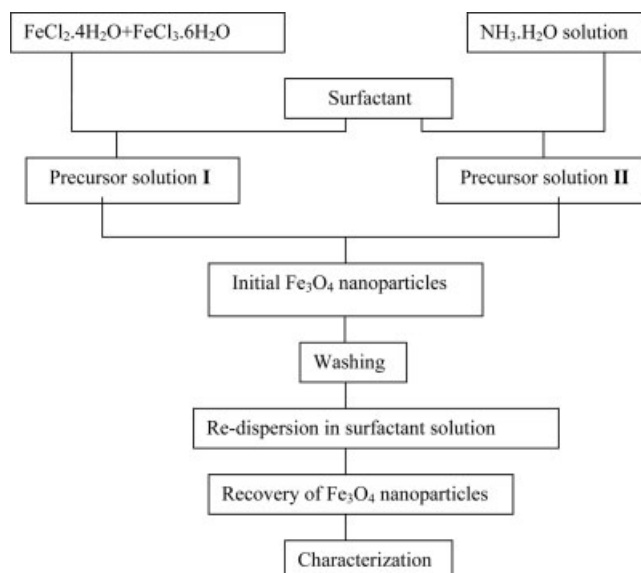 FeCl₂.4H₂O+FeCl₃.6H₂O
NH₃.H₂O solution
Surfactant
Precursor solution I
Precursor solution II
Initial Fe₃O₄ nanoparticles
Washing
Re-dispersion in surfactant solution
Recovery of Fe₃O₄ nanoparticles
Characterization